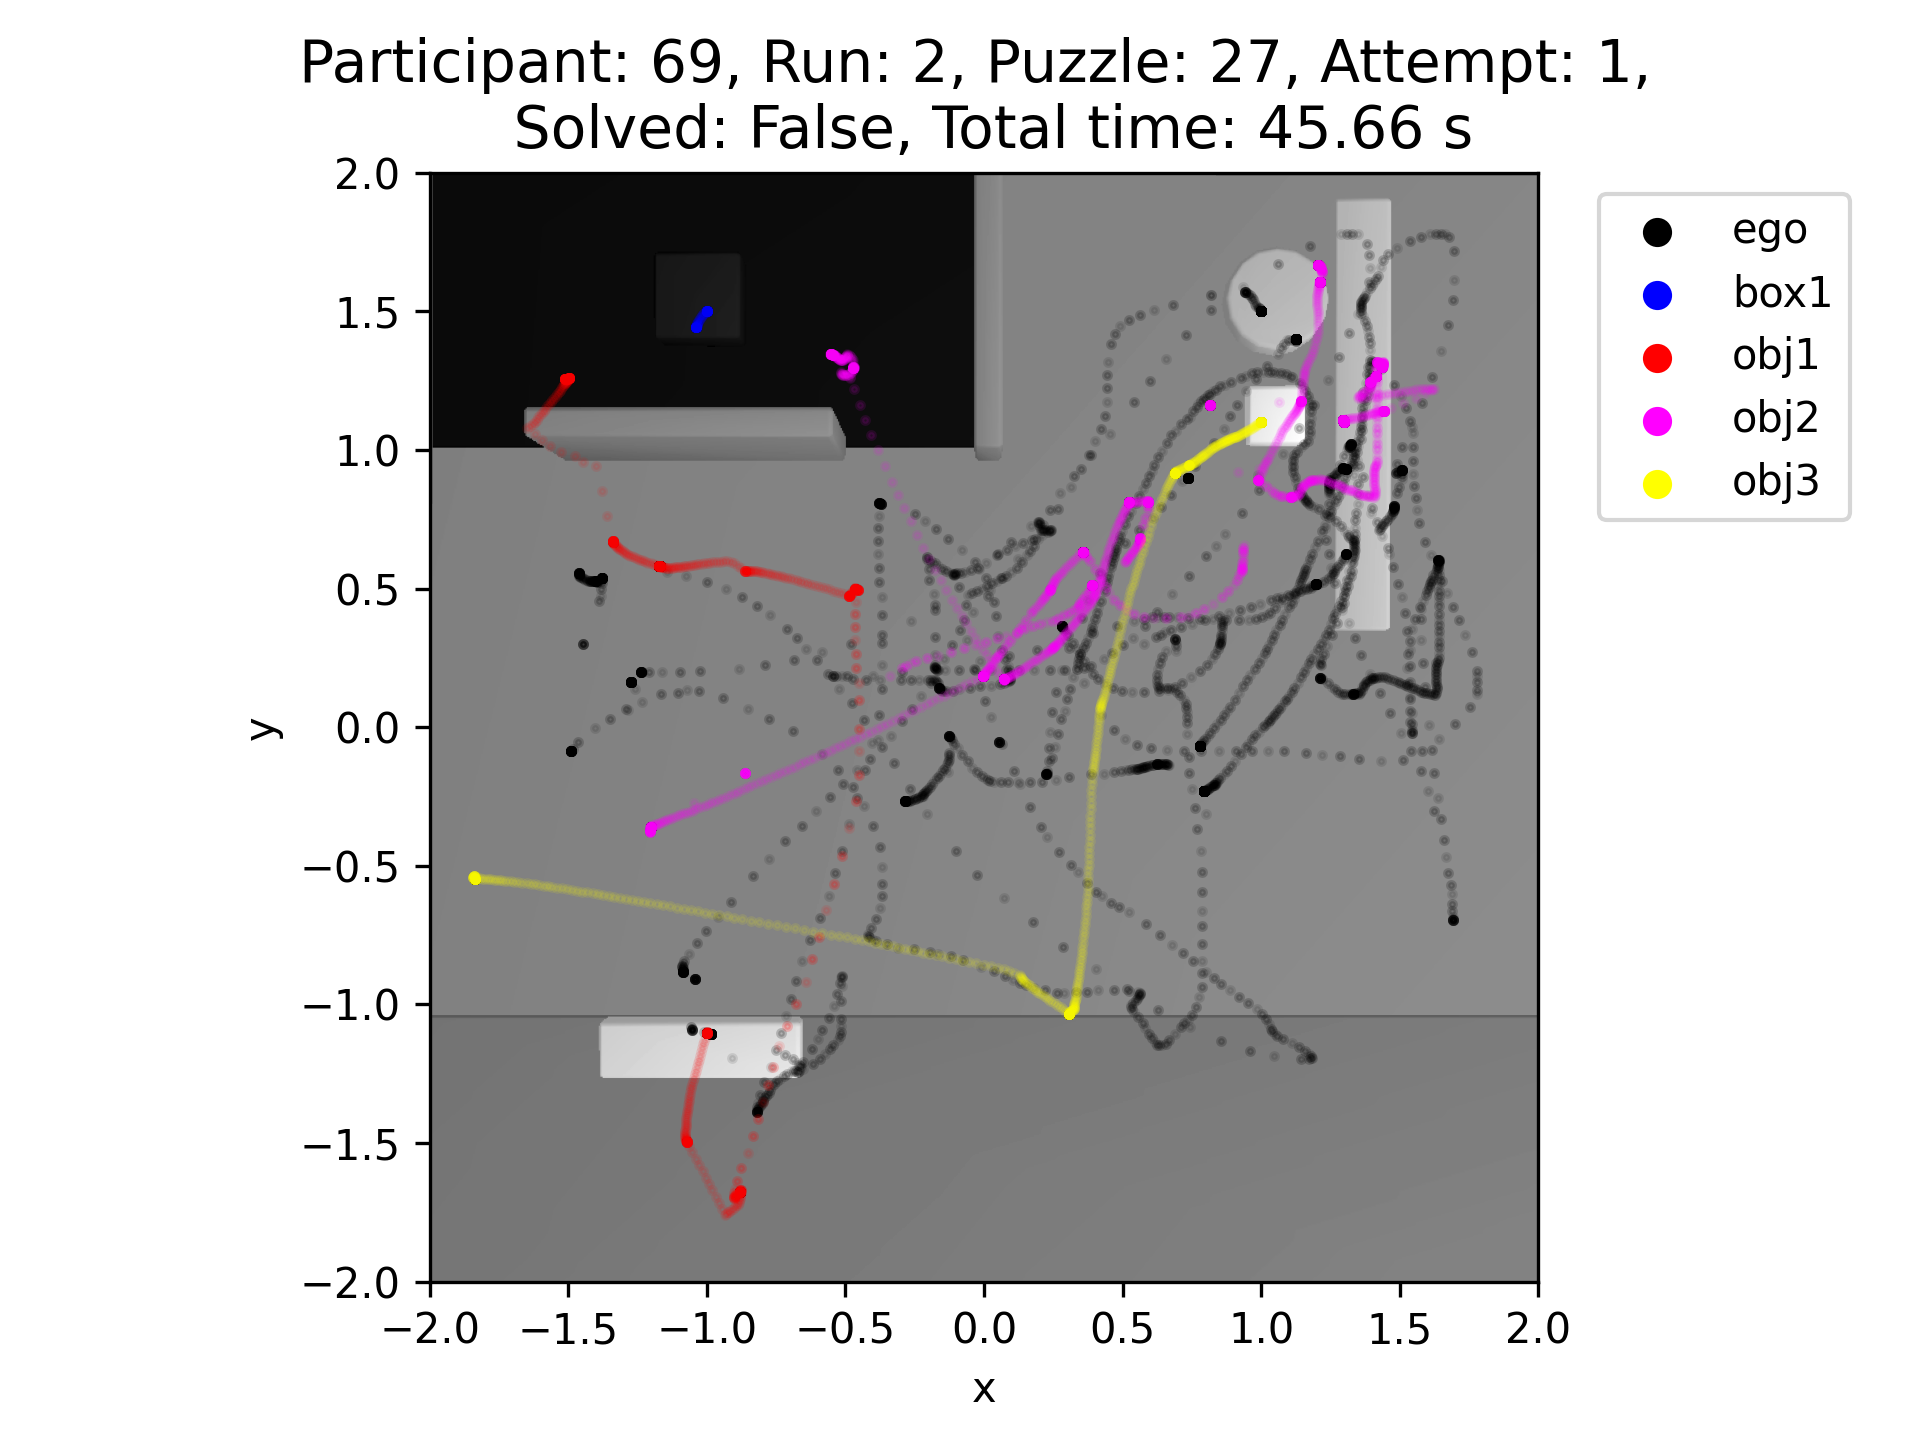 Participant: 69, Run: 2, Puzzle: 27, Attempt: 1,
Solved: False, Total time: 45.66 s
2.0
1.5
1.0
0.5
0.0
−0.5
−1.0
−1.5
−2.0
y
−2.0 −1.5 −1.0 −0.5 0.0 0.5 1.0 1.5 2.0
x
ego
box1
obj1
obj2
obj3